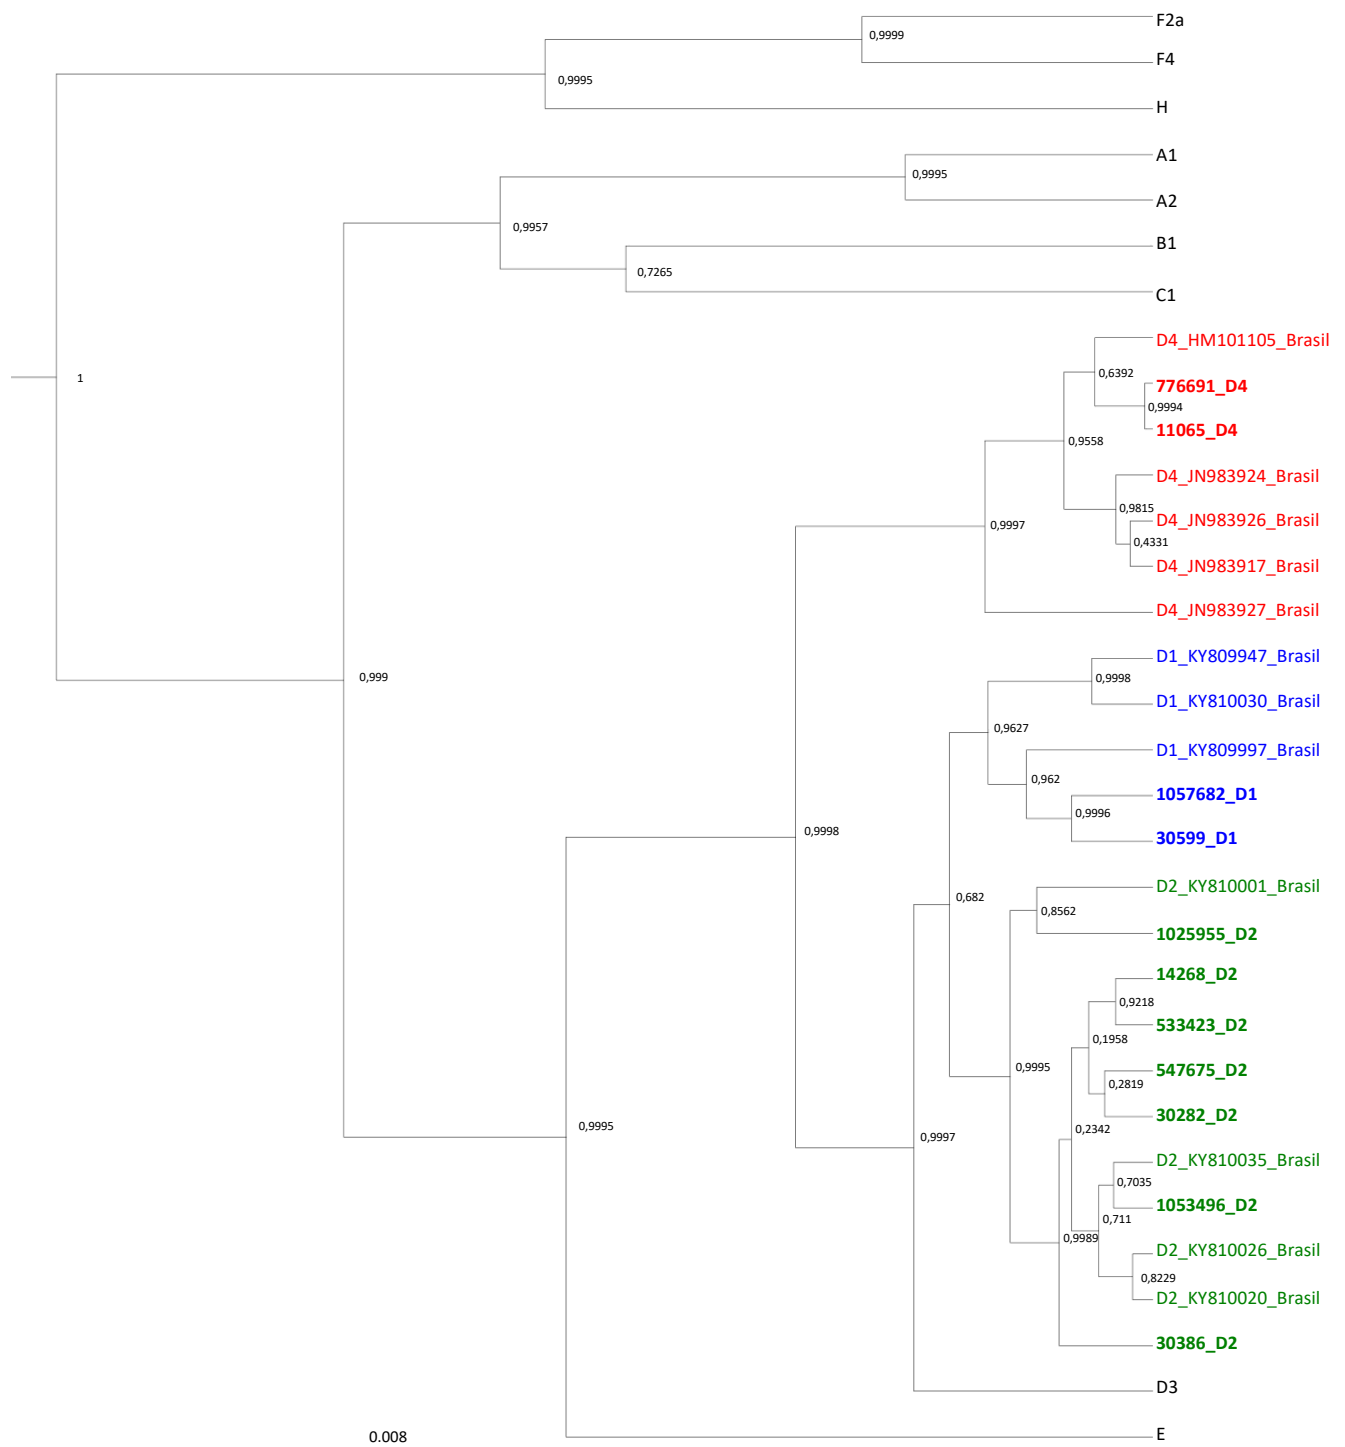 F2a
0,9999
F4
0,9995
H
A1
0,9995
A2
0,9957
B1
0,7265
C1
D4_HM101105_Brasil
0,6392
1
776691_D4
0,9994
11065_D4
0,9558
D4_JN983924_Brasil
0,9815
D4_JN983926_Brasil
0,9997
0,4331
D4_JN983917_Brasil
D4_JN983927_Brasil
D1_KY809947_Brasil
0,999
0,9998
D1_KY810030_Brasil
0,9627
D1_KY809997_Brasil
0,962
1057682_D1
0,9996
0,9998
30599_D1
D2_KY810001_Brasil
0,682
0,8562
1025955_D2
14268_D2
0,9218
533423_D2
0,1958
0,9995
547675_D2
0,2819
30282_D2
0,9995
0,2342
0,9997
D2_KY810035_Brasil
0,7035
1053496_D2
0,711
0,9989
D2_KY810026_Brasil
0,8229
D2_KY810020_Brasil
30386_D2
D3
E
0.008